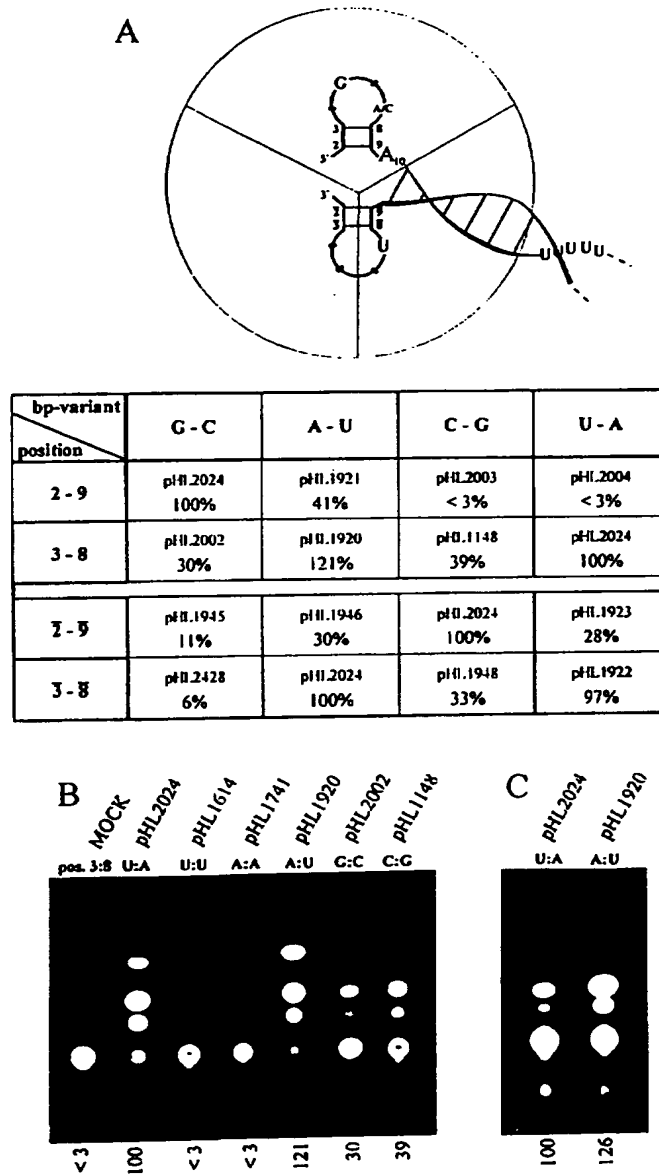 A
G
A/C
3 8
2 9
5' A10
3'
2̅ 9̅
3̅ 8̅
U
U U U U
bp-variant
position
G - C
A - U
C - G
U - A
2 - 9
pHL2024
100%
pHL1921
41%
pHL2003
< 3%
pHL2004
< 3%
3 - 8
pHL2002
30%
pHL1920
121%
pHL1148
39%
pHL2024
100%
2̅ - 9̅
pHL1945
11%
pHL1946
30%
pHL2024
100%
pHL1923
28%
3̅ - 8̅
pHL2428
6%
pHL2024
100%
pHL1948
33%
pHL1922
97%
B
MOCK
pHL2024
pHL1614
pHL1741
pHL1920
pHL2002
pHL1148
pos. 3:8 U:A U:U A:A A:U G:C C:G
< 3 100 < 3 < 3 121 30 39
C
pHL2024
pHL1920
U:A A:U
100 126